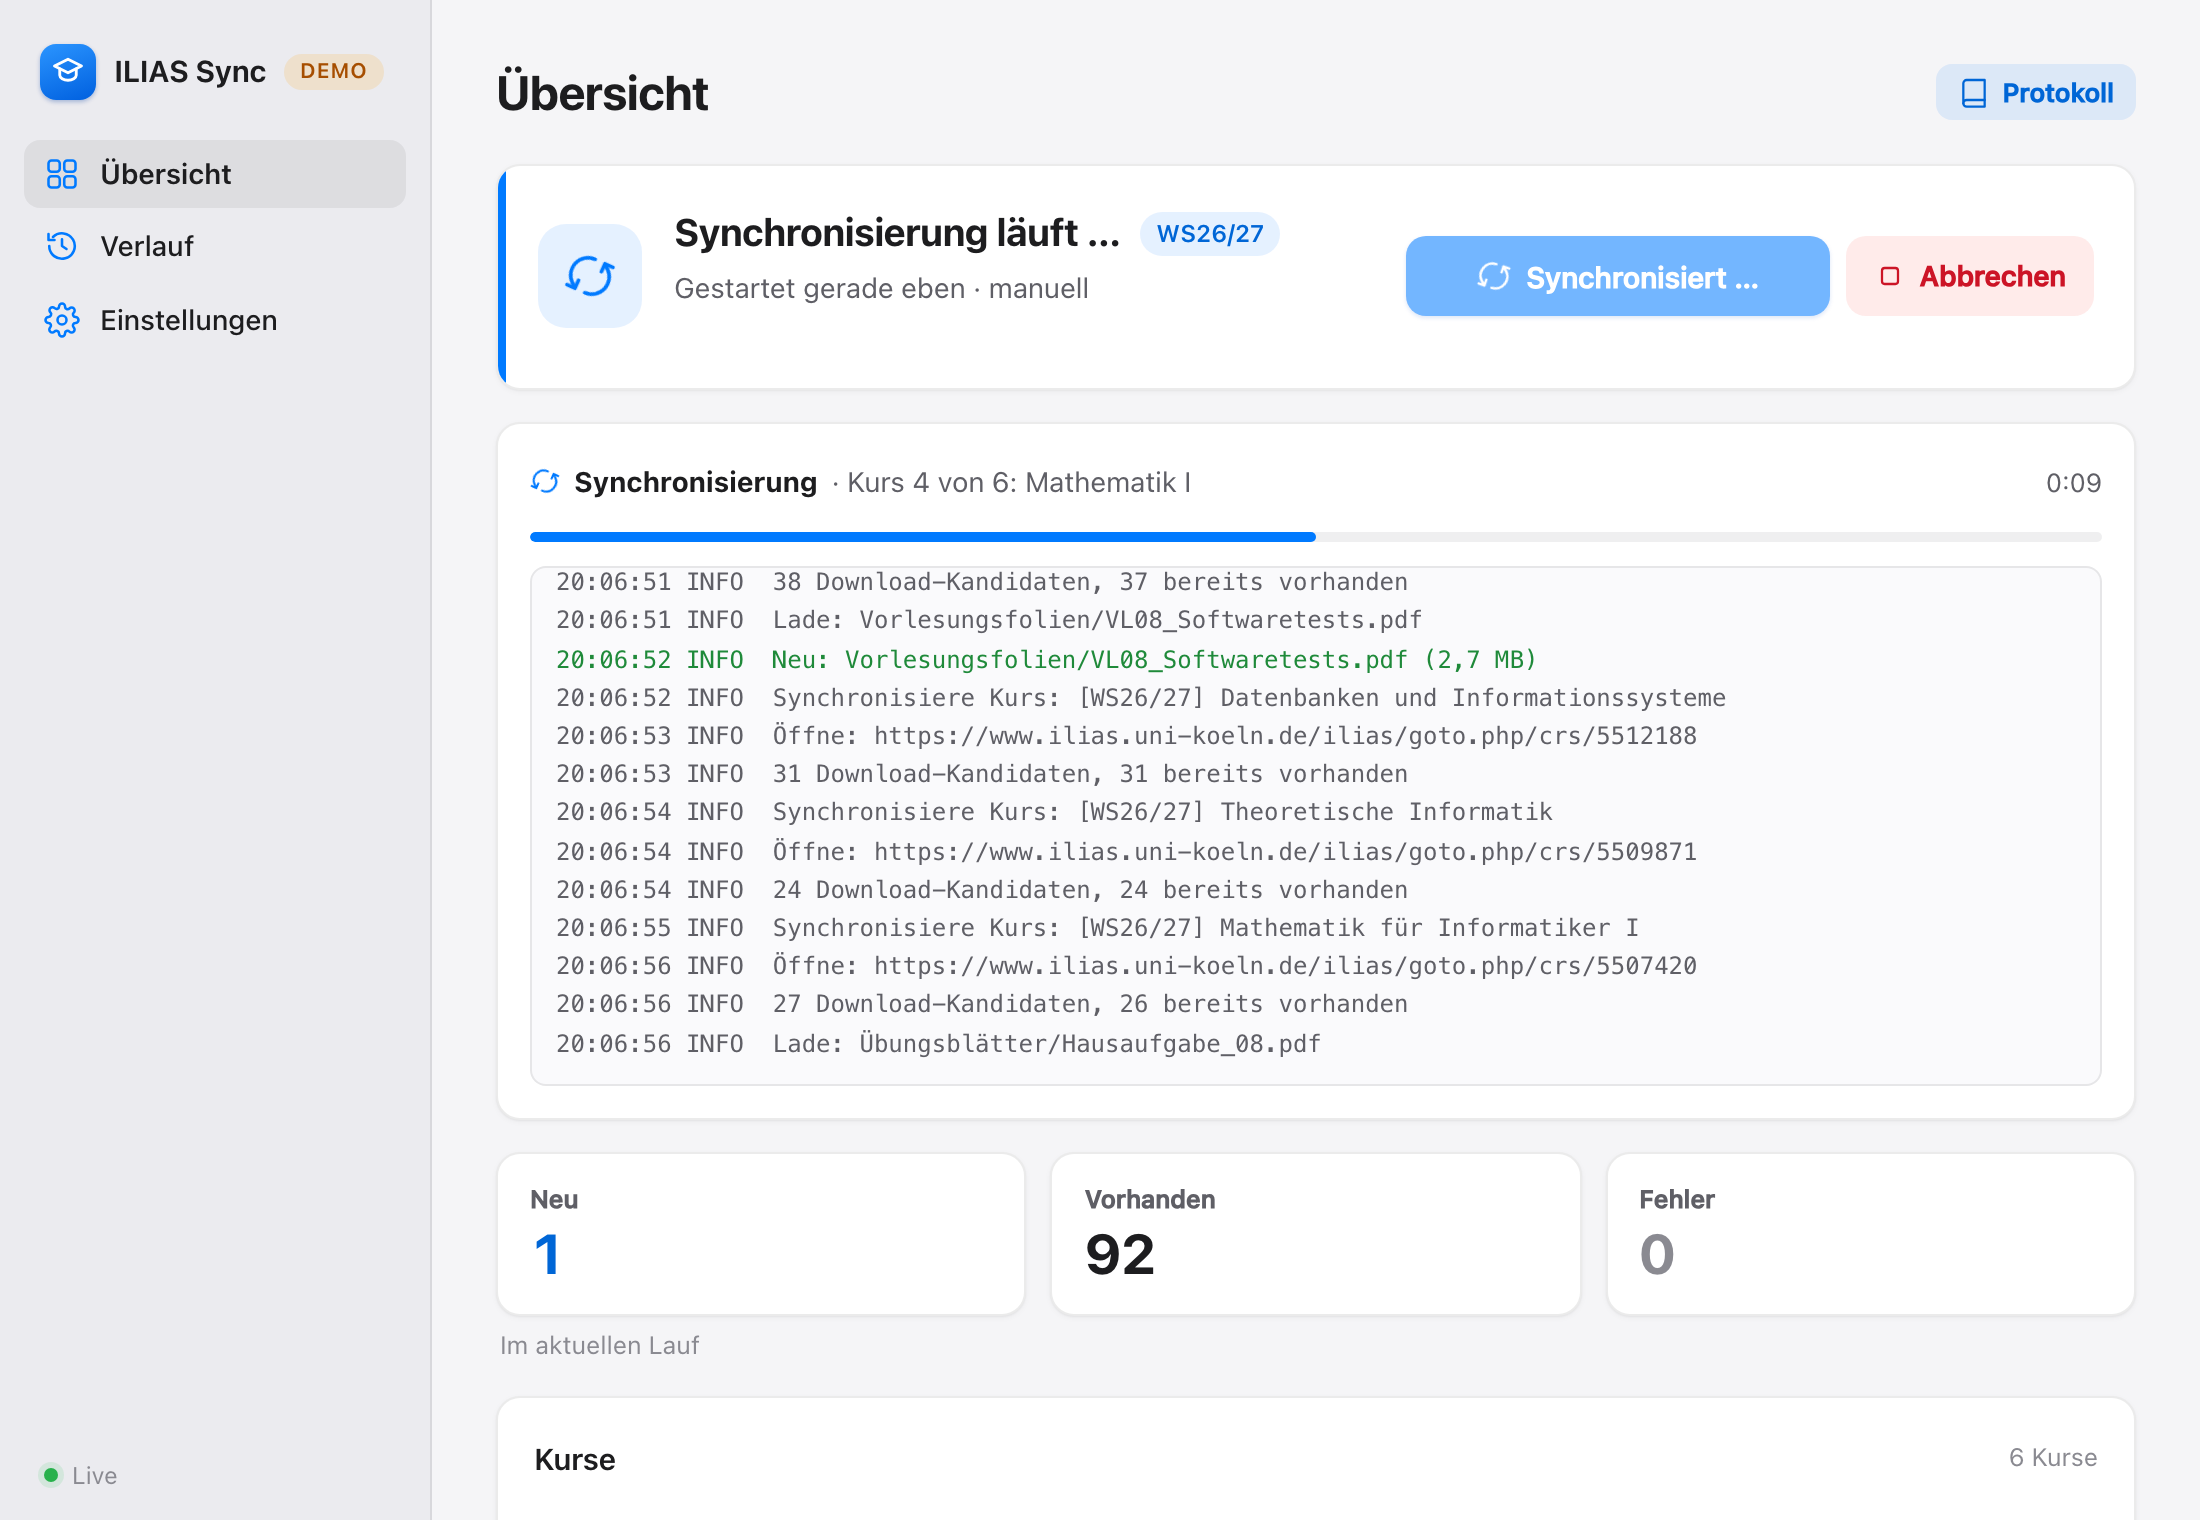 ILIAS Sync DEMO
Übersicht
Verlauf
Einstellungen
Live
Übersicht
Protokoll
Synchronisierung läuft ... WS26/27
Gestartet gerade eben · manuell
Synchronisiert ...
Abbrechen
Synchronisierung · Kurs 4 von 6: Mathematik I
0:09
20:06:51 INFO 38 Download-Kandidaten, 37 bereits vorhanden
20:06:51 INFO Lade: Vorlesungsfolien/VL08_Softwaretests.pdf
20:06:52 INFO Neu: Vorlesungsfolien/VL08_Softwaretests.pdf (2,7 MB)
20:06:52 INFO Synchronisiere Kurs: [WS26/27] Datenbanken und Informationssysteme
20:06:53 INFO Öffne: https://www.ilias.uni-koeln.de/ilias/goto.php/crs/5512188
20:06:53 INFO 31 Download-Kandidaten, 31 bereits vorhanden
20:06:54 INFO Synchronisiere Kurs: [WS26/27] Theoretische Informatik
20:06:54 INFO Öffne: https://www.ilias.uni-koeln.de/ilias/goto.php/crs/5509871
20:06:54 INFO 24 Download-Kandidaten, 24 bereits vorhanden
20:06:55 INFO Synchronisiere Kurs: [WS26/27] Mathematik für Informatiker I
20:06:56 INFO Öffne: https://www.ilias.uni-koeln.de/ilias/goto.php/crs/5507420
20:06:56 INFO 27 Download-Kandidaten, 26 bereits vorhanden
20:06:56 INFO Lade: Übungsblätter/Hausaufgabe_08.pdf
Neu
1
Vorhanden
92
Fehler
0
Im aktuellen Lauf
Kurse
6 Kurse